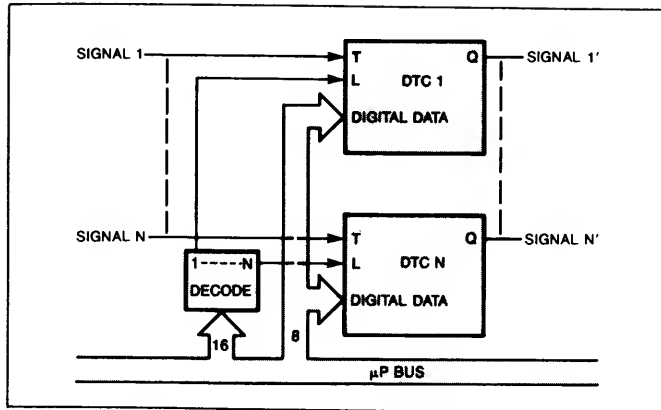 SIGNAL 1
T
Q
SIGNAL 1'
L
DTC 1
DIGITAL DATA
SIGNAL N
T
Q
SIGNAL N'
1-----N
L
DTC N
DECODE
DIGITAL DATA
16
8
µP BUS